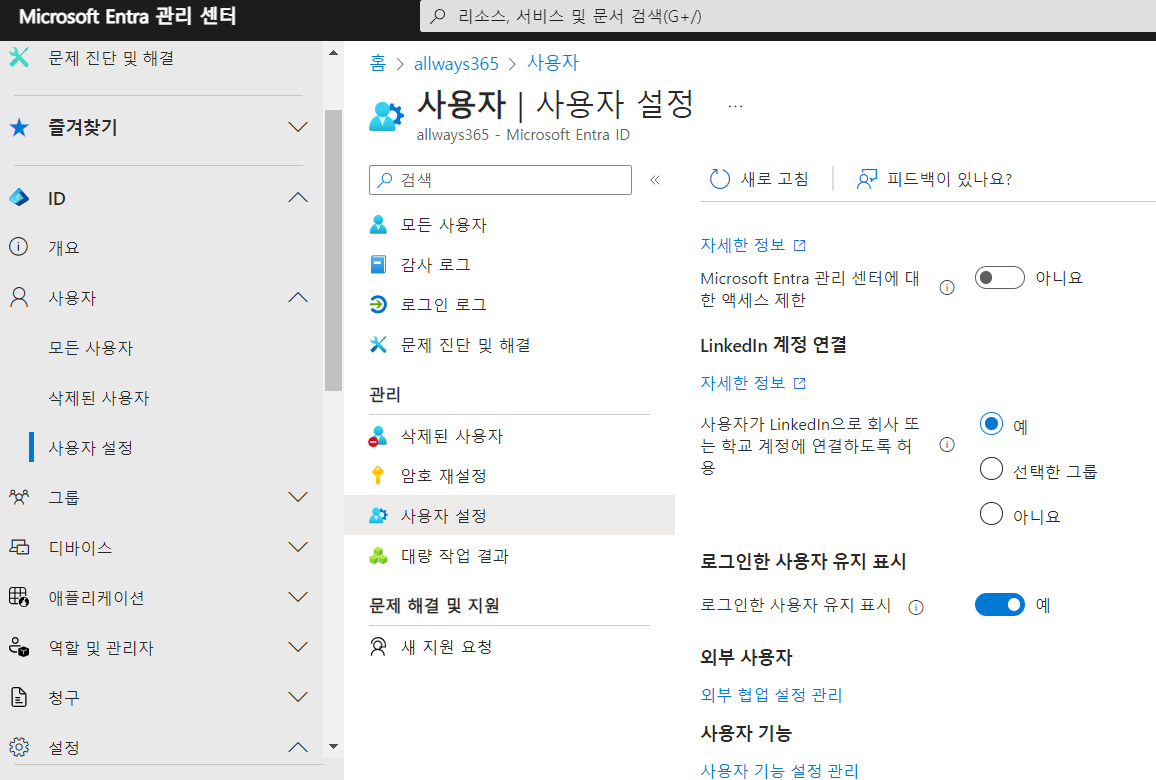 Microsoft Entra 관리 센터
리소스, 서비스 및 문서 검색(G+/)
문제 진단 및 해결
즐겨찾기
ID
개요
사용자
모든 사용자
삭제된 사용자
사용자 설정
그룹
디바이스
애플리케이션
역할 및 관리자
청구
설정
홈 > allways365 > 사용자
사용자 | 사용자 설정 ...
allways365 - Microsoft Entra ID
검색 «
모든 사용자
감사 로그
로그인 로그
문제 진단 및 해결
관리
삭제된 사용자
암호 재설정
사용자 설정
대량 작업 결과
문제 해결 및 지원
새 지원 요청
새로 고침 피드백이 있나요?
자세한 정보
Microsoft Entra 관리 센터에 대
한 액세스 제한
아니요
LinkedIn 계정 연결
자세한 정보
사용자가 LinkedIn으로 회사 또
는 학교 계정에 연결하도록 허
용
예
선택한 그룹
아니요
로그인한 사용자 유지 표시
로그인한 사용자 유지 표시 예
외부 사용자
외부 협업 설정 관리
사용자 기능
사용자 기능 설정 관리